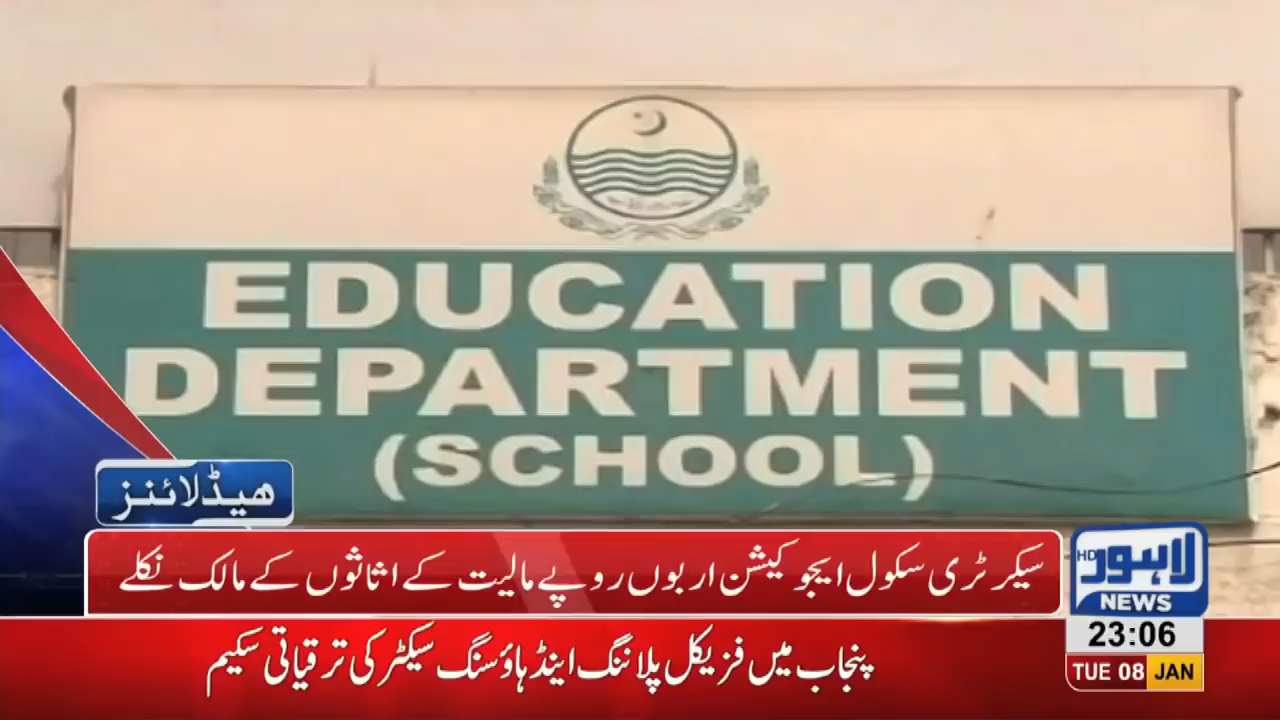 EDUCATION
DEPARTMENT
(SCHOOL)
ھیڈلائنز
سیکرٹری سکول ایجوکیشن اربوں روپے مالیت کے اثاثوں کے مالک نکلے
HD
لاہور
NEWS
23:06
پنجاب میں فزیکل پلاننگ اینڈ ہاؤسنگ سیکٹر کی ترقیاتی سکیم
TUE 08 JAN